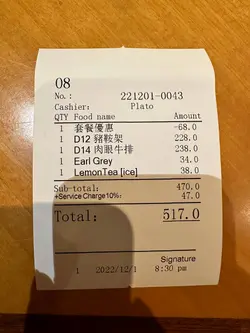 08
No.: 221201-0043
Cashier: Plato
QTY Food name Amount
1 套餐優惠 -68.0
1 D12 豬鞍架 228.0
1 D14 肉眼牛排 238.0
1 Earl Grey 34.0
1 LemonTea [ice] 38.0
Sub-total: 470.0
+Service Charge10%: 47.0
Total: 517.0
Signature
1 2022/12/1 8:30 pm